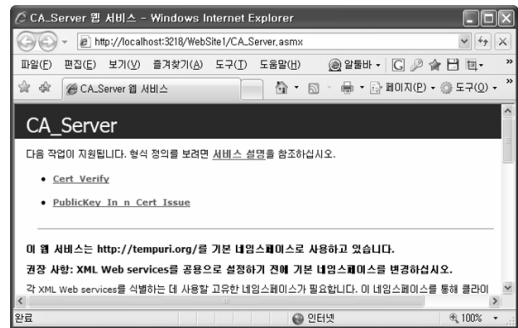 CA_Server 웹 서비스 - Windows Internet Explorer
http://localhost:3218/WebSite1/CA_Server.asmx
파일(F) 편집(E) 보기(V) 즐겨찾기(A) 도구(T) 도움말(H) 알툴바
CA_Server 웹 서비스 페이지(P) 도구(O)
CA_Server
다음 작업이 지원됩니다. 형식 정의를 보려면 서비스 설명을 참조하십시오.
• Cert_Verify
• PublicKey_In_n_Cert_Issue
이 웹 서비스는 http://tempuri.org/를 기본 네임스페이스로 사용하고 있습니다.
권장 사항: XML Web services를 공용으로 설정하기 전에 기본 네임스페이스를 변경하십시오.
각 XML Web services를 식별하는 데 사용할 고유한 네임스페이스가 필요합니다. 이 네임스페이스를 통해 클라이
완료 인터넷 100%